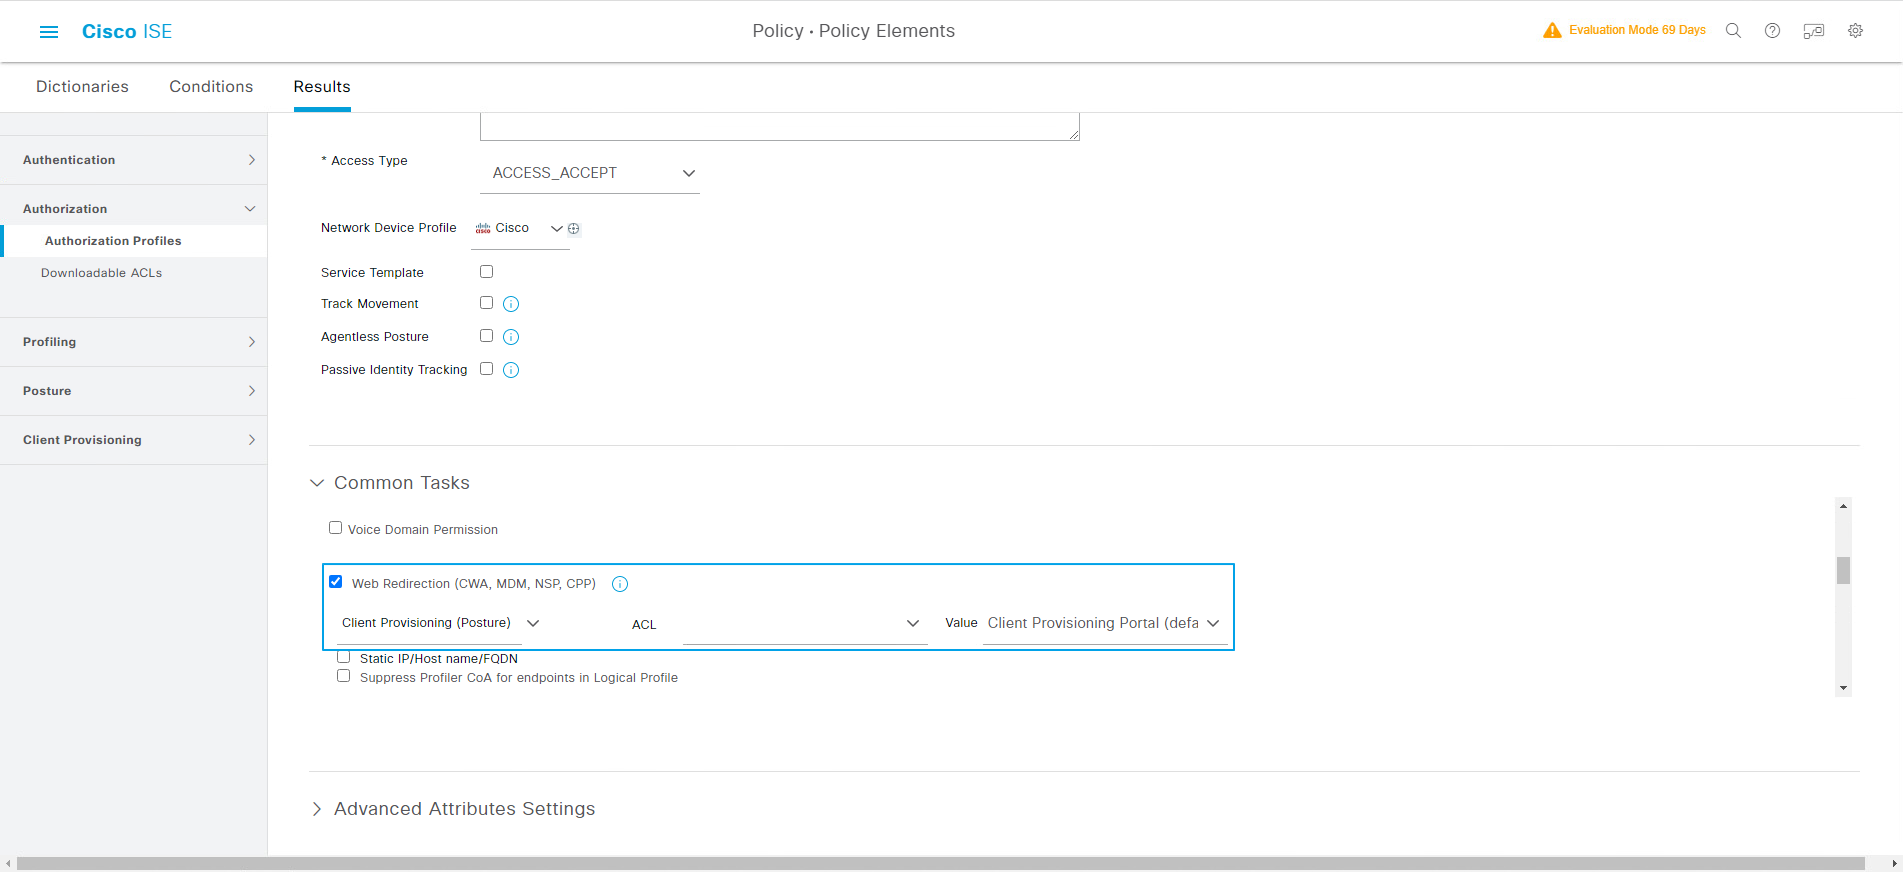 Cisco ISE
Policy · Policy Elements
Evaluation Mode 69 Days
Dictionaries
Conditions
Results
Authentication
Authorization
Authorization Profiles
Downloadable ACLs
Profiling
Posture
Client Provisioning
* Access Type
ACCESS_ACCEPT
Network Device Profile
Cisco
Service Template
Track Movement
Agentless Posture
Passive Identity Tracking
Common Tasks
Voice Domain Permission
Web Redirection (CWA, MDM, NSP, CPP)
Client Provisioning (Posture)
ACL
Value
Client Provisioning Portal (defa
Static IP/Host name/FQDN
Suppress Profiler CoA for endpoints in Logical Profile
Advanced Attributes Settings